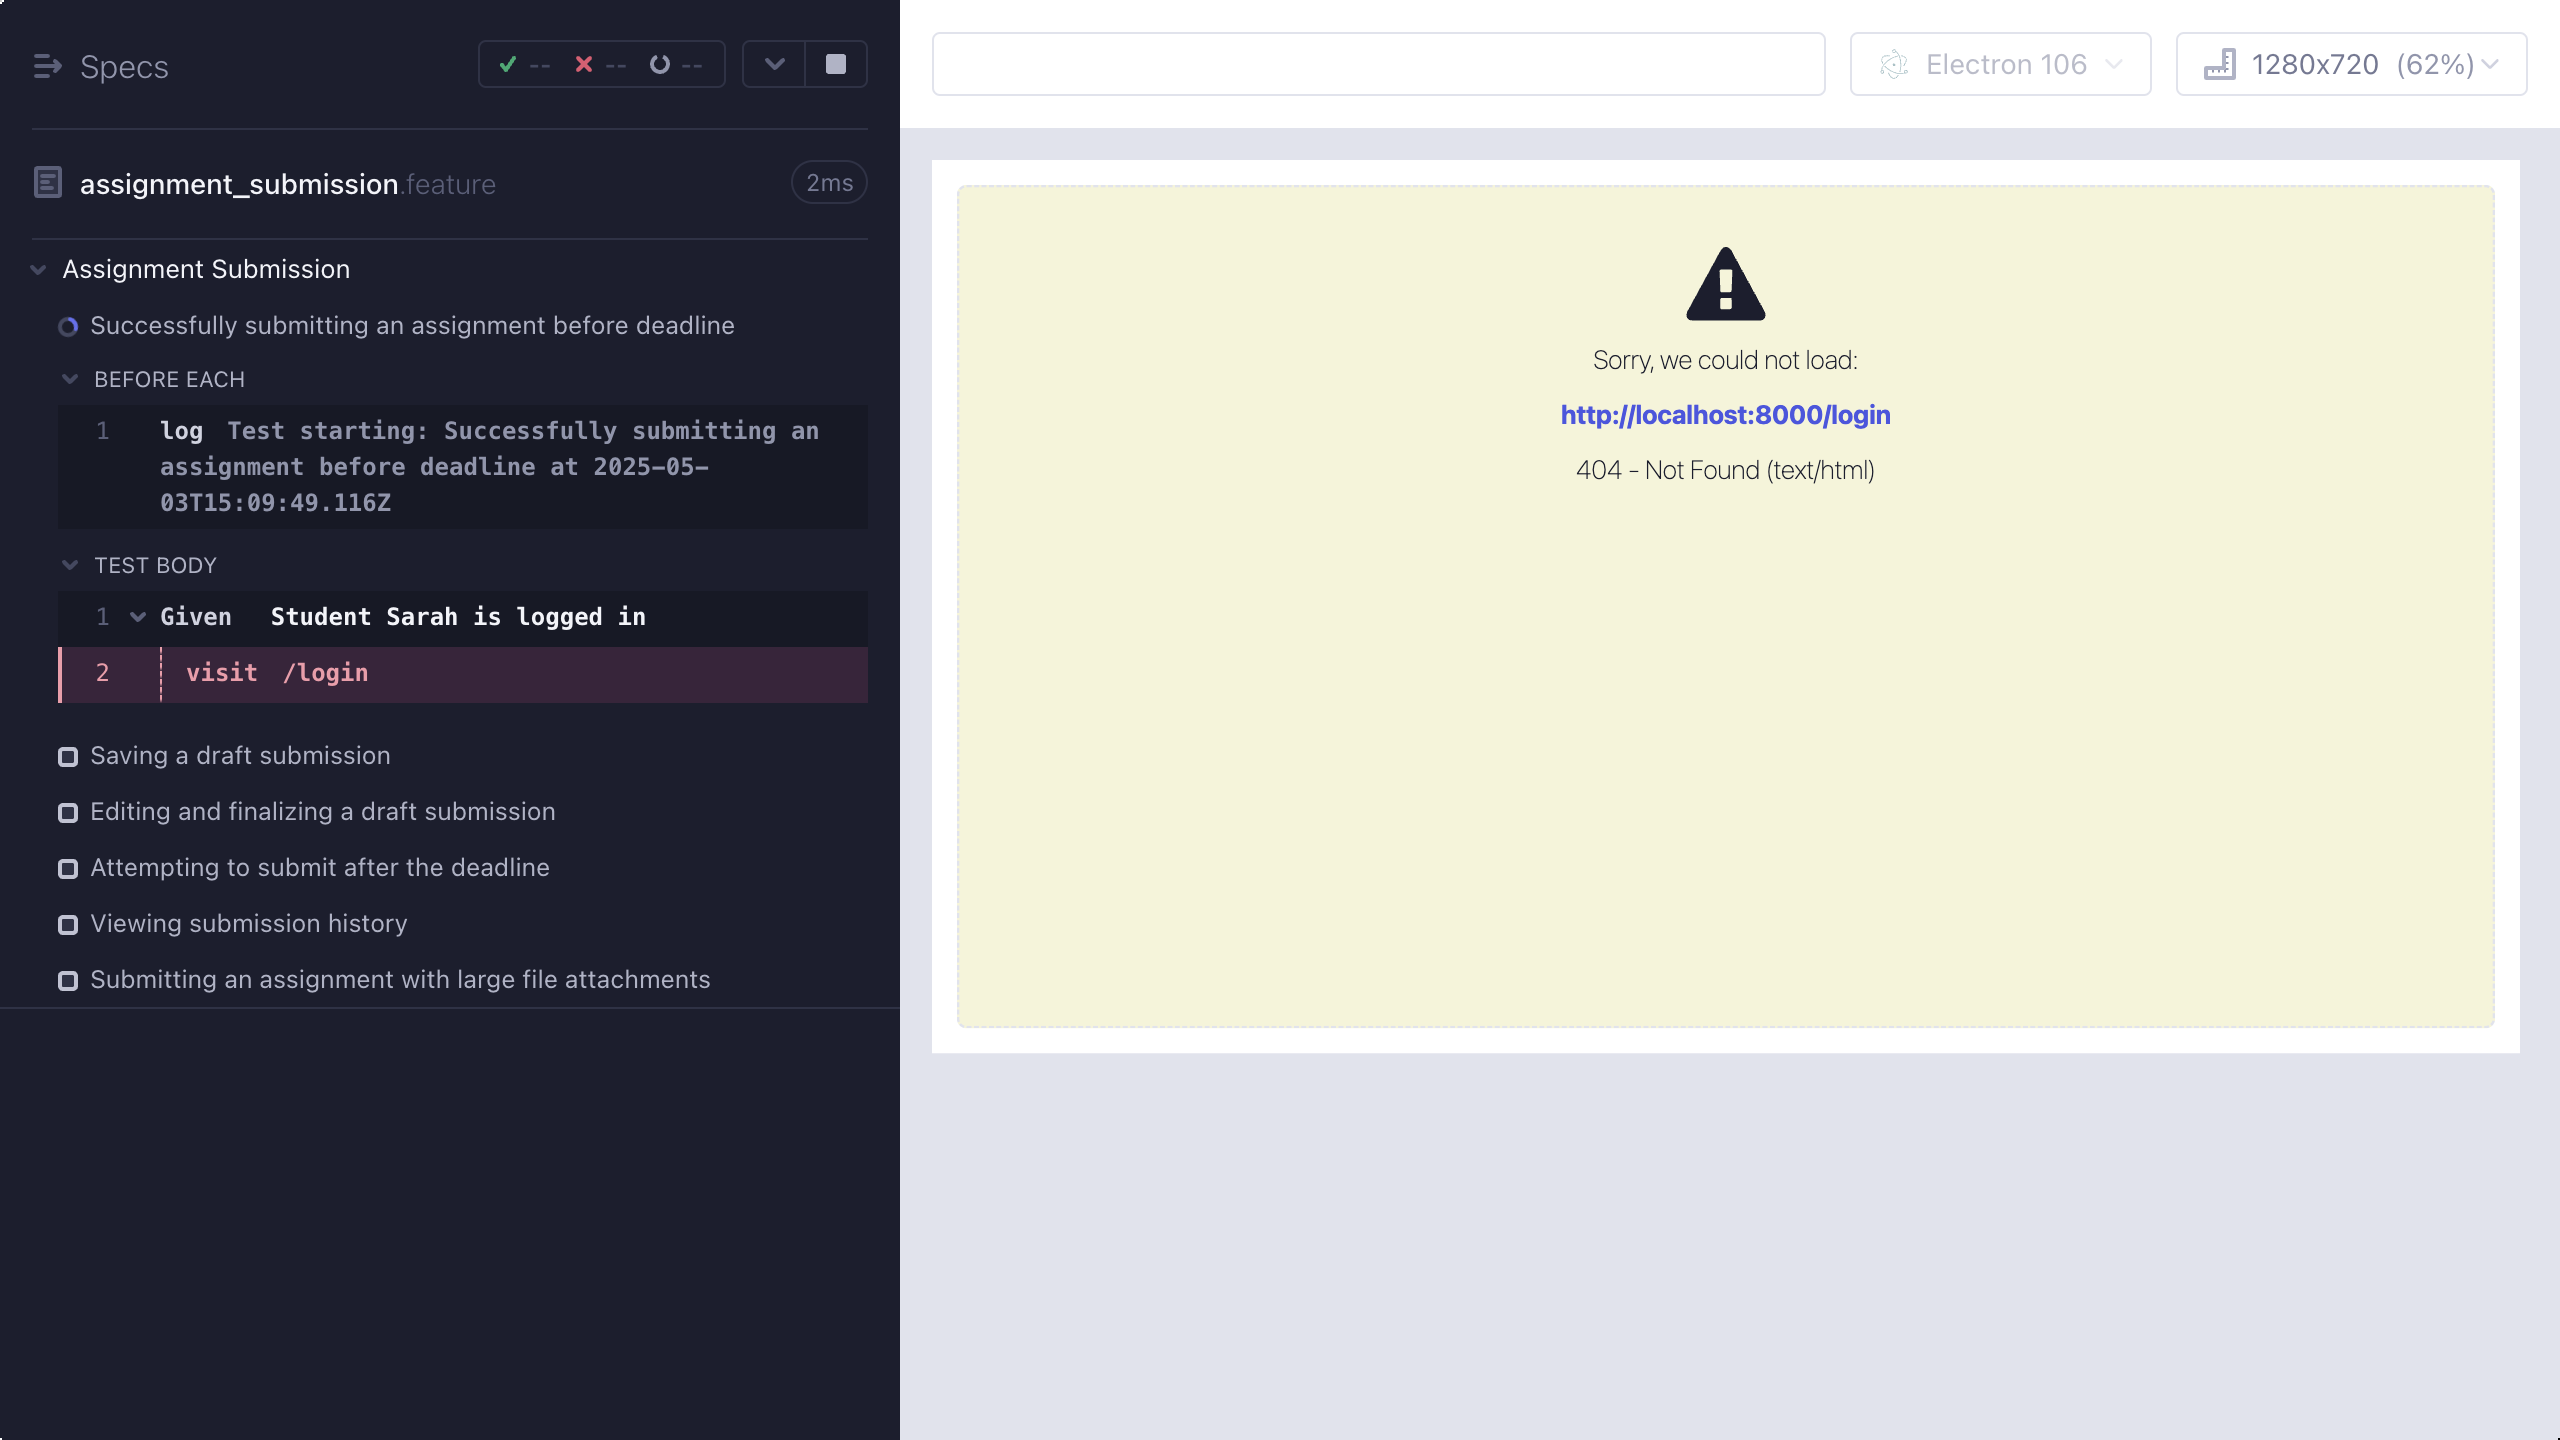 Specs
-- -- --
assignment_submission.feature 2ms
Assignment Submission
Successfully submitting an assignment before deadline
BEFORE EACH
1 log Test starting: Successfully submitting an
assignment before deadline at 2025-05-
03T15:09:49.116Z
TEST BODY
1 Given Student Sarah is logged in
2 visit /login
Saving a draft submission
Editing and finalizing a draft submission
Attempting to submit after the deadline
Viewing submission history
Submitting an assignment with large file attachments
Electron 106
1280x720 (62%)
Sorry, we could not load:
http://localhost:8000/login
404 - Not Found (text/html)